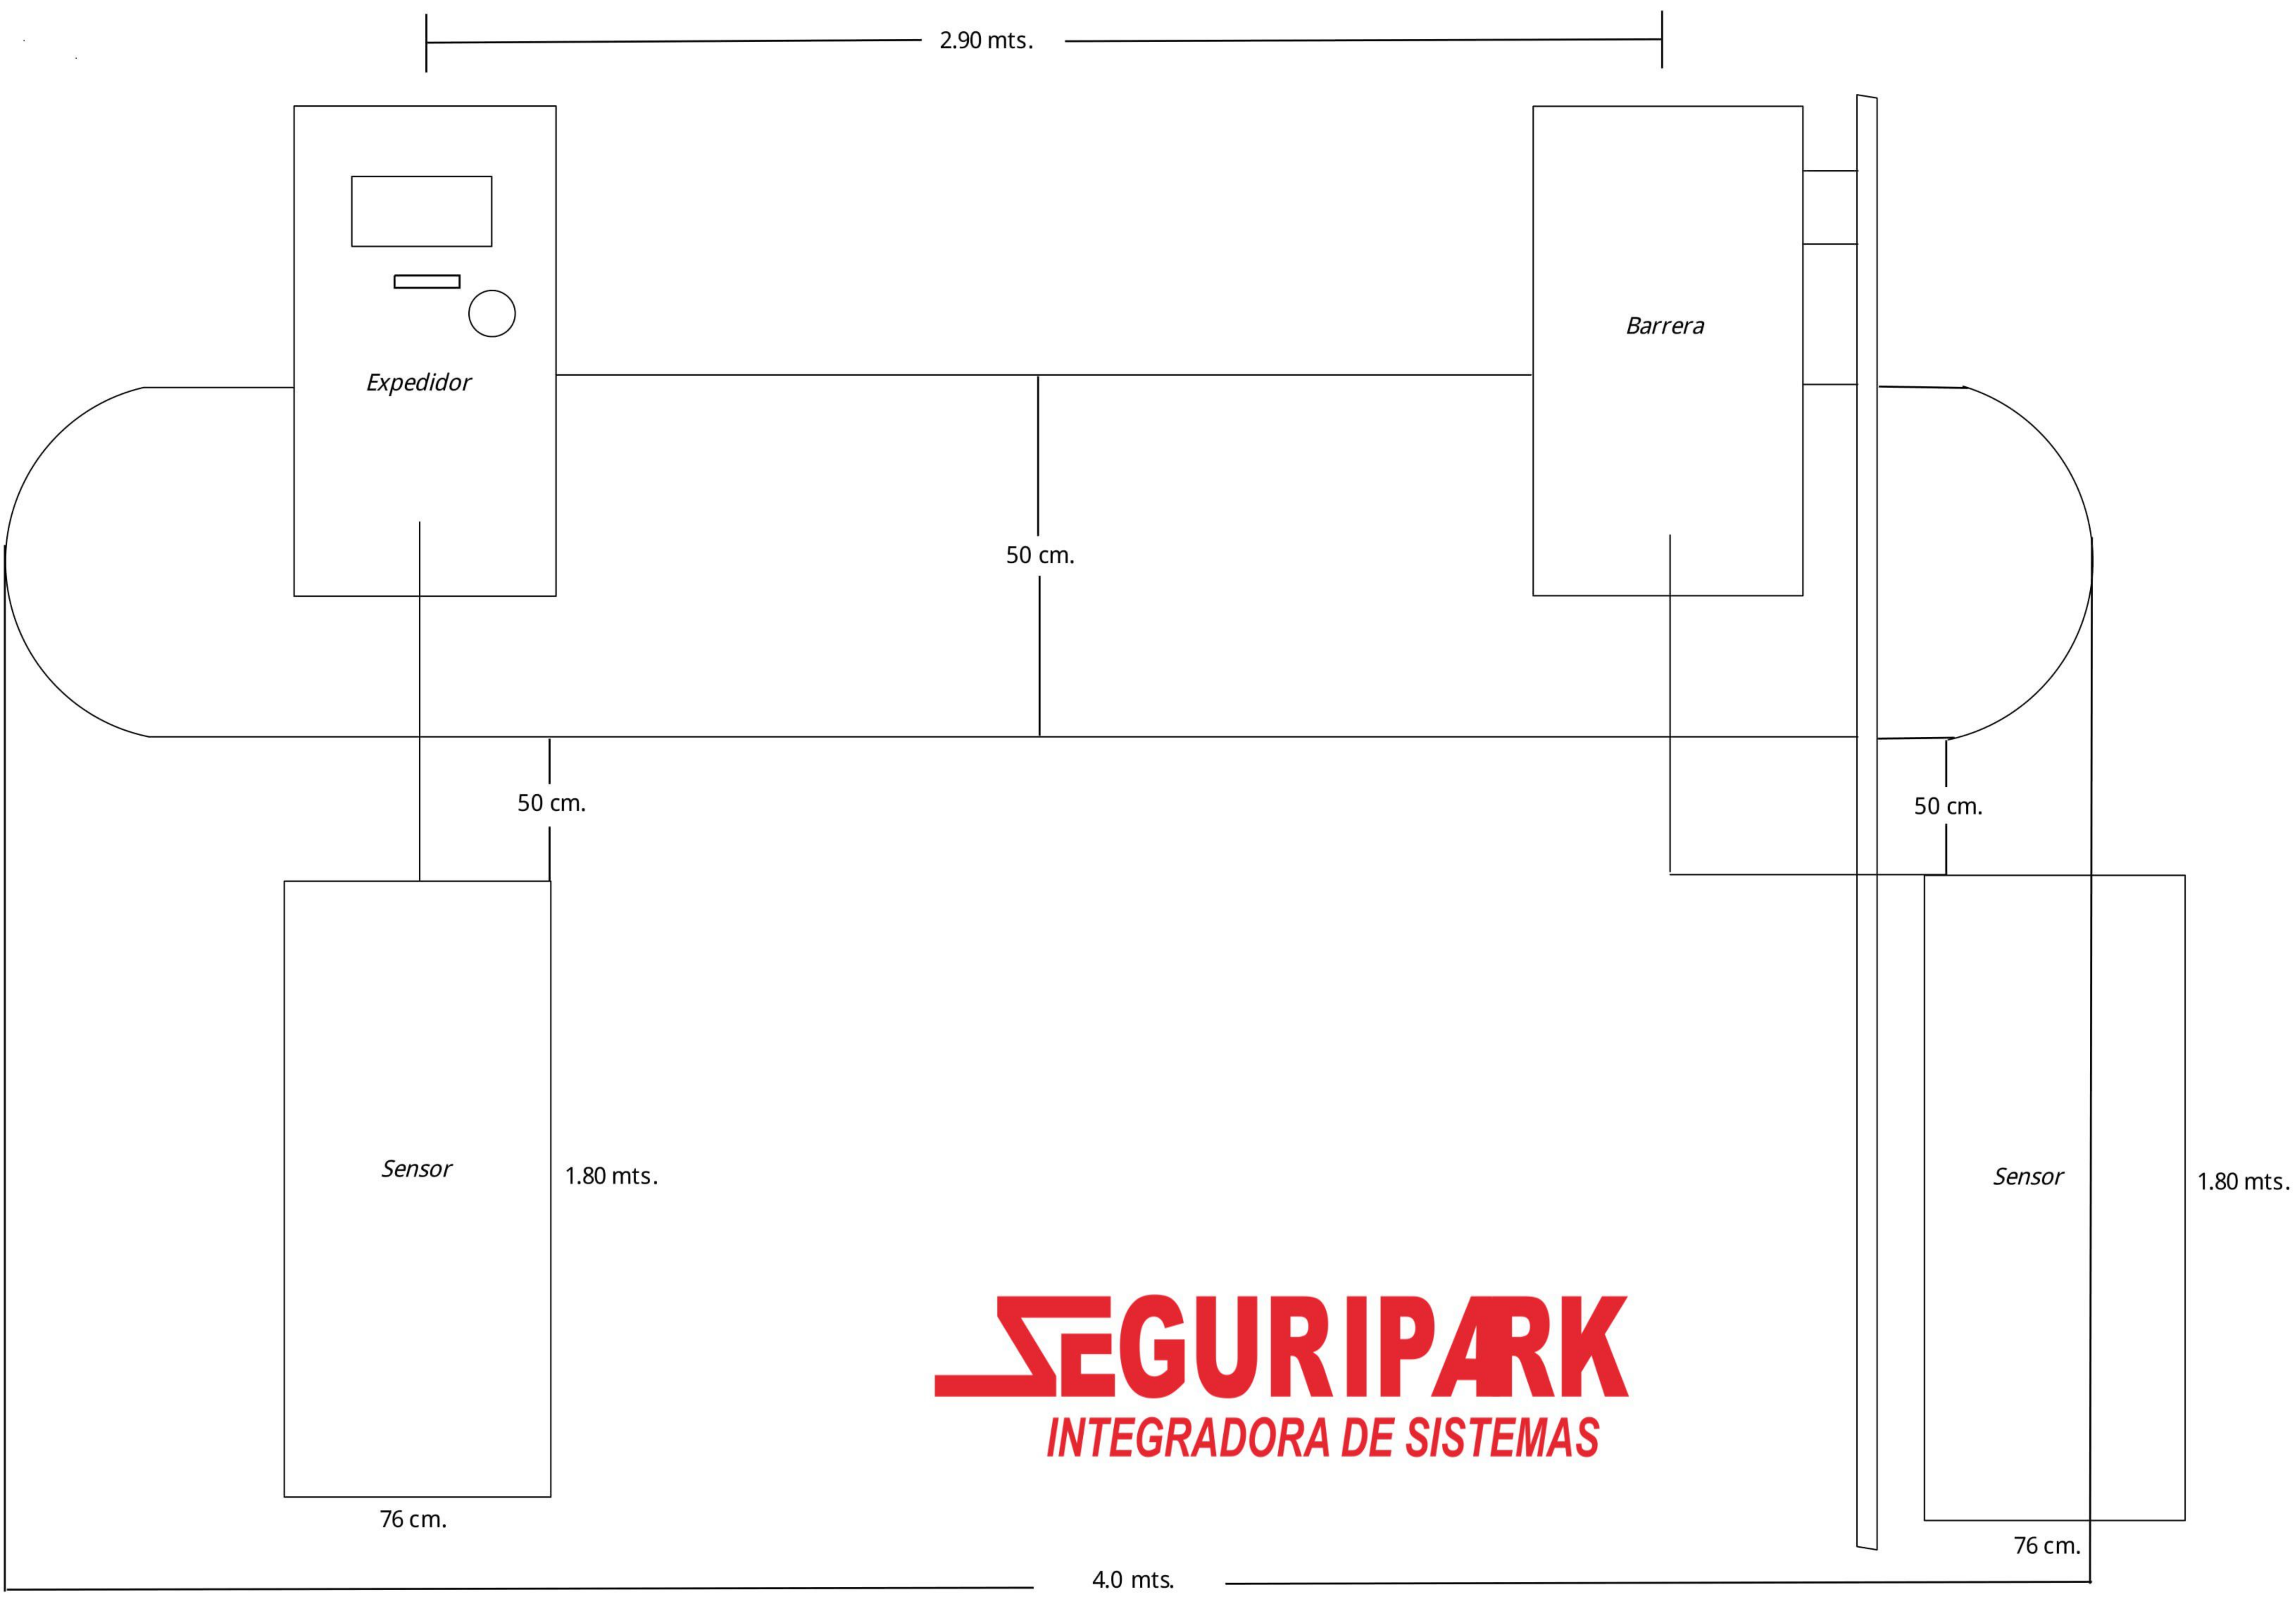 2.90 mts.
Barrera
Expedidor
50 cm.
50 cm.
50 cm.
Sensor
1.80 mts.
Sensor
1.80 mts.
SEGURIPARK
INTEGRADORA DE SISTEMAS
76 cm.
76 cm.
4.0 mts.